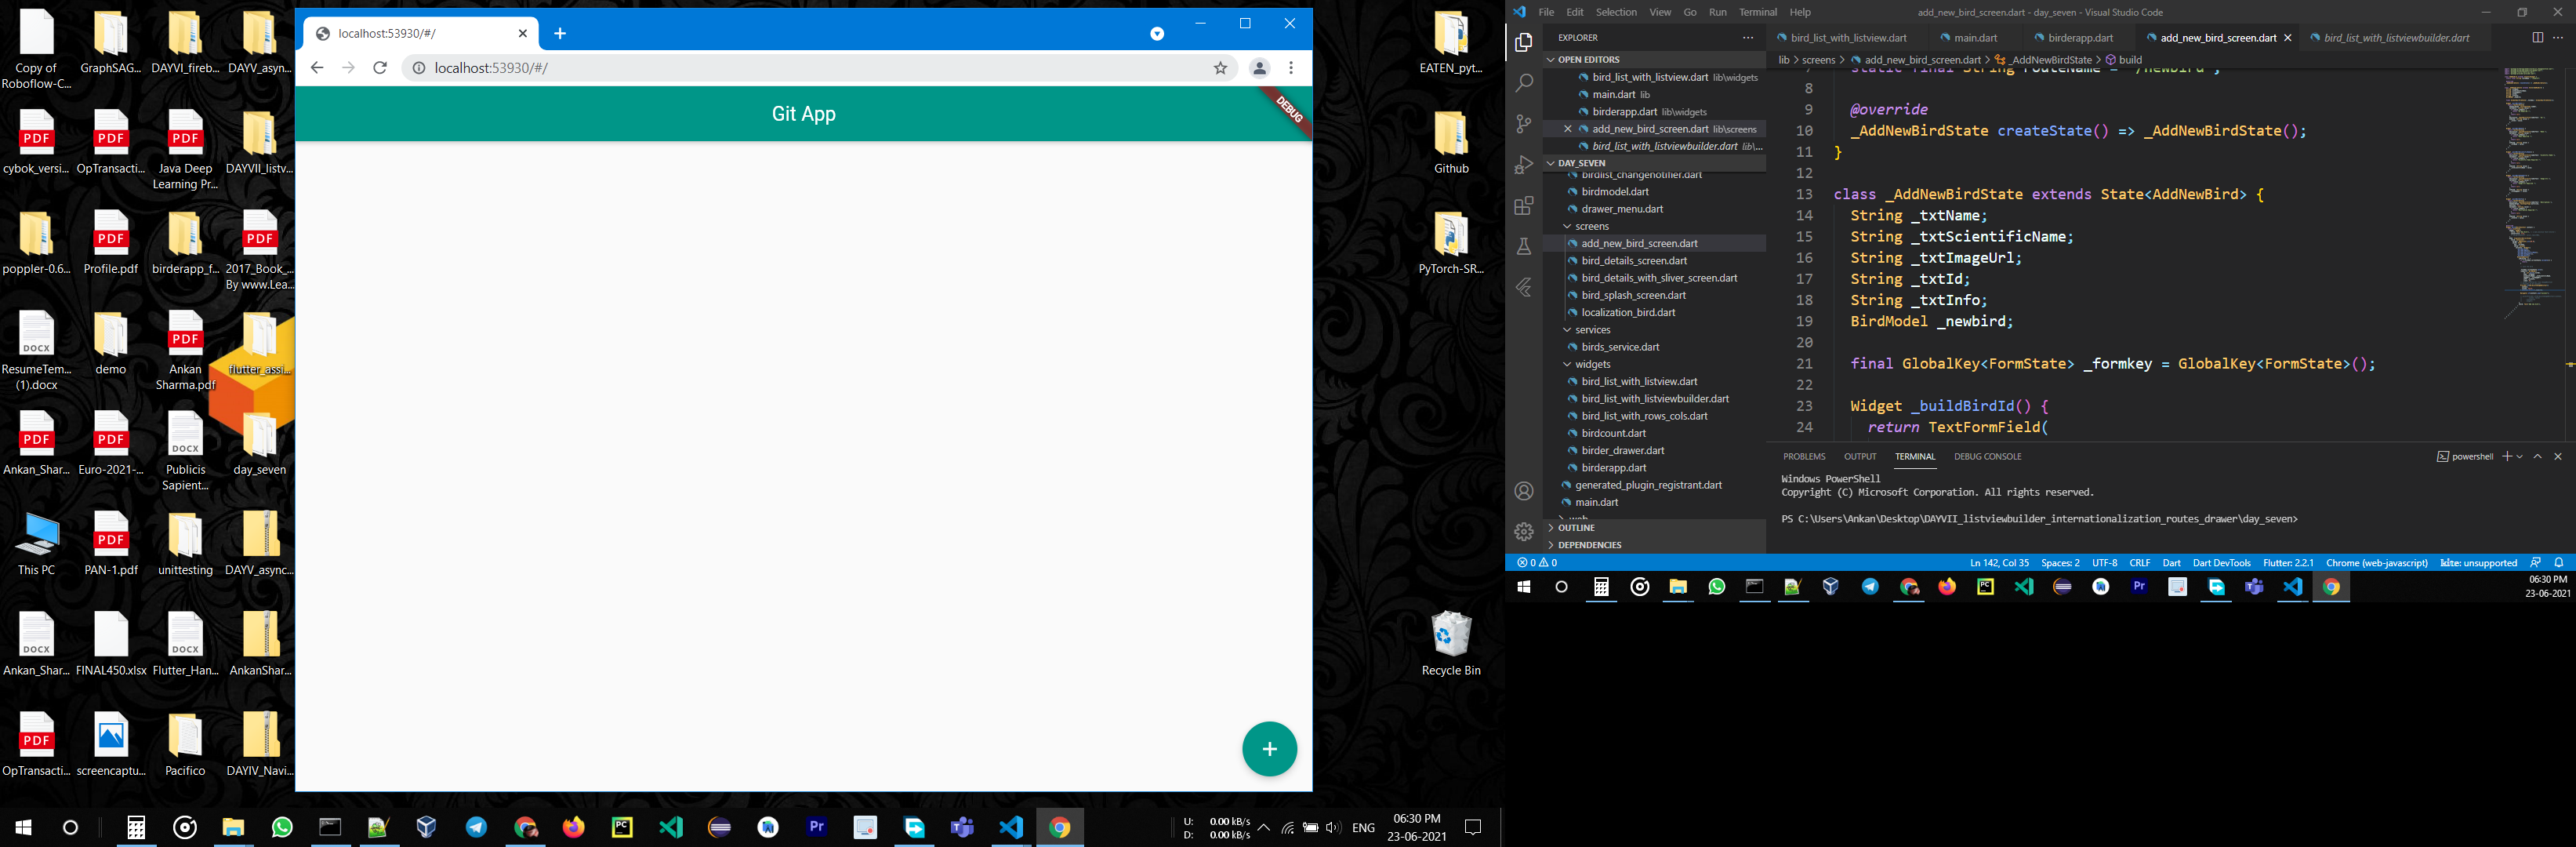 Copy of Roboflow-C...
GraphSAG...
DAYVI_fireb...
DAYV_asyn...
cybok_versi...
OpTransacti...
Java Deep Learning Pr...
DAYVII_listv...
poppler-0.6...
Profile.pdf
birderapp_f...
2017_Book_... By www.Lea...
ResumeTem... (1).docx
demo
Ankan Sharma.pdf
flutter_assi...
Ankan_Shar...
Euro-2021-...
Publicis Sapient...
day_seven
This PC
PAN-1.pdf
unittesting
DAYV_async...
Ankan_Shar...
FINAL450.xlsx
Flutter_Han...
AnkanShar...
OpTransacti...
screencaptu...
Pacifico
DAYIV_Navi...
localhost:53930/#/
localhost:53930/#/
Git App
DEBUG
EATEN_pyt...
Github
PyTorch-SR...
Recycle Bin
U: 0.00 kB/s
D: 0.00 kB/s
ENG
06:30 PM
23-06-2021
File Edit Selection View Go Run Terminal Help
add_new_bird_screen.dart - day_seven - Visual Studio Code
EXPLORER
OPEN EDITORS
bird_list_with_listview.dart lib\widgets
main.dart lib
birderapp.dart lib\widgets
add_new_bird_screen.dart lib\screens
bird_list_with_listviewbuilder.dart lib\...
DAY_SEVEN
birdlist_changenotifier.dart
birdmodel.dart
drawer_menu.dart
screens
add_new_bird_screen.dart
bird_details_screen.dart
bird_details_with_sliver_screen.dart
bird_splash_screen.dart
localization_bird.dart
services
birds_service.dart
widgets
bird_list_with_listview.dart
bird_list_with_listviewbuilder.dart
bird_list_with_rows_cols.dart
birdcount.dart
birder_drawer.dart
birderapp.dart
generated_plugin_registrant.dart
main.dart
web
OUTLINE
DEPENDENCIES
bird_list_with_listview.dart main.dart birderapp.dart add_new_bird_screen.dart bird_list_with_listviewbuilder.dart
lib > screens > add_new_bird_screen.dart > _AddNewBirdState > build
7 static final String routeName = "/newbird";
8
9 @override
10 _AddNewBirdState createState() => _AddNewBirdState();
11 }
12
13 class _AddNewBirdState extends State<AddNewBird> {
14 String _txtName;
15 String _txtScientificName;
16 String _txtImageUrl;
17 String _txtId;
18 String _txtInfo;
19 BirdModel _newbird;
20
21 final GlobalKey<FormState> _formkey = GlobalKey<FormState>();
22
23 Widget _buildBirdId() {
24 return TextFormField(
PROBLEMS OUTPUT TERMINAL DEBUG CONSOLE
powershell
Windows PowerShell
Copyright (C) Microsoft Corporation. All rights reserved.
PS C:\Users\Ankan\Desktop\DAYVII_listviewbuilder_internationalization_routes_drawer\day_seven>
0 0
Ln 142, Col 35 Spaces: 2 UTF-8 CRLF Dart Dart DevTools Flutter: 2.2.1 Chrome (web-javascript) kite: unsupported
06:30 PM
23-06-2021